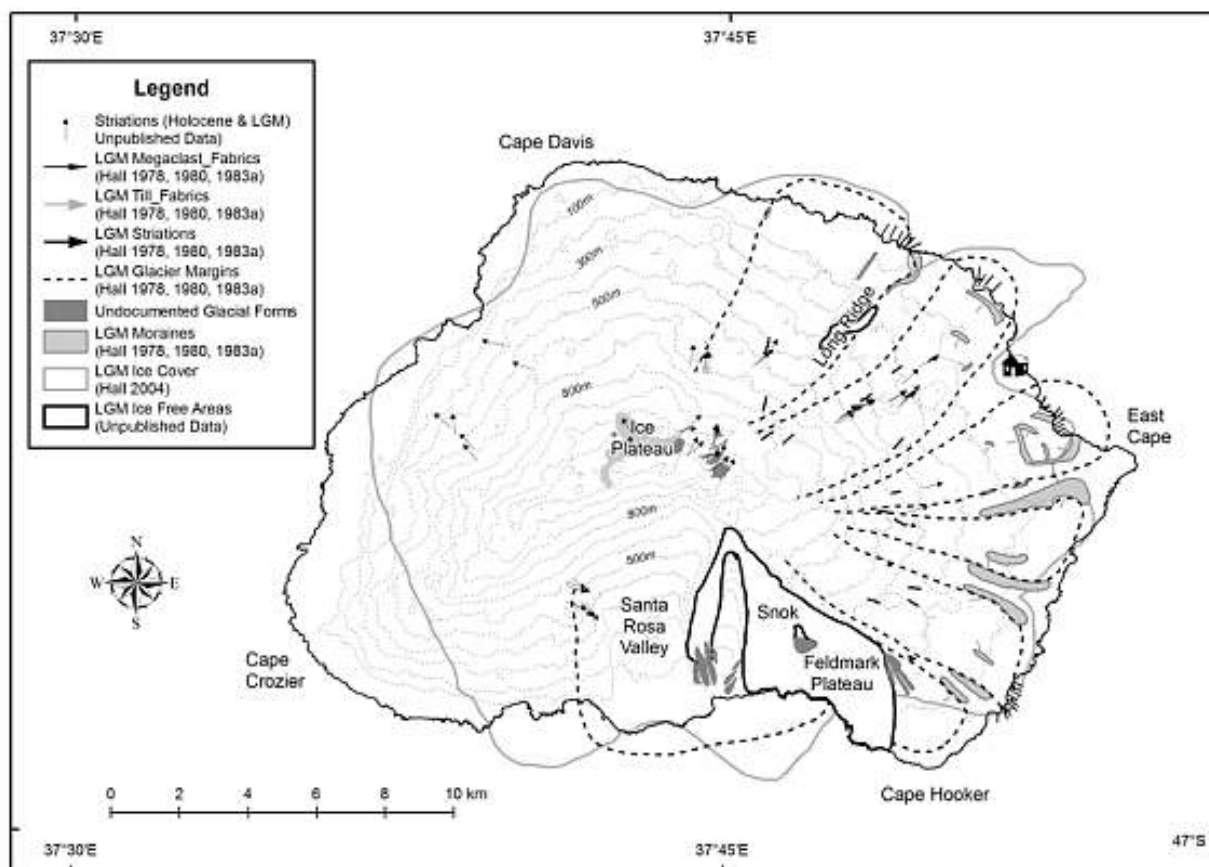 37°30'E
37°45'E
Legend
Striations (Holocene & LGM)
Unpublished Data)
LGM Megaclast_Fabrics
(Hall 1978, 1980, 1983a)
LGM Till_Fabrics
(Hall 1978, 1980, 1983a)
LGM Striations
(Hall 1978, 1980, 1983a)
LGM Glacier Margins
(Hall 1978, 1980, 1983a)
Undocumented Glacial Forms
LGM Moraines
(Hall 1978, 1980, 1983a)
LGM Ice Cover
(Hall 2004)
LGM Ice Free Areas
(Unpublished Data)
Cape Davis
100m
300m
500m
Long Ridge
800m
Ice
Plateau
East
Cape
800m
500m
N
W
E
S
Santa
Rosa
Valley
Snok
Feldmark
Plateau
Cape
Crozier
0
2
4
6
8
10 km
Cape Hooker
47°S
37°30'E
37°45'E